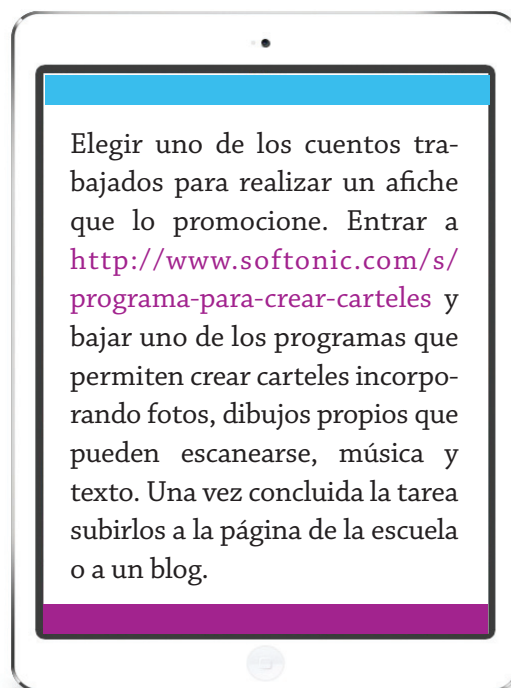 Elegir uno de los cuentos tra-
bajados para realizar un afiche
que lo promocione. Entrar a
http://www.softonic.com/s/
programa-para-crear-carteles y
bajar uno de los programas que
permiten crear carteles incorpo-
rando fotos, dibujos propios que
pueden escanearse, música y
texto. Una vez concluida la tarea
subirlos a la página de la escuela
o a un blog.